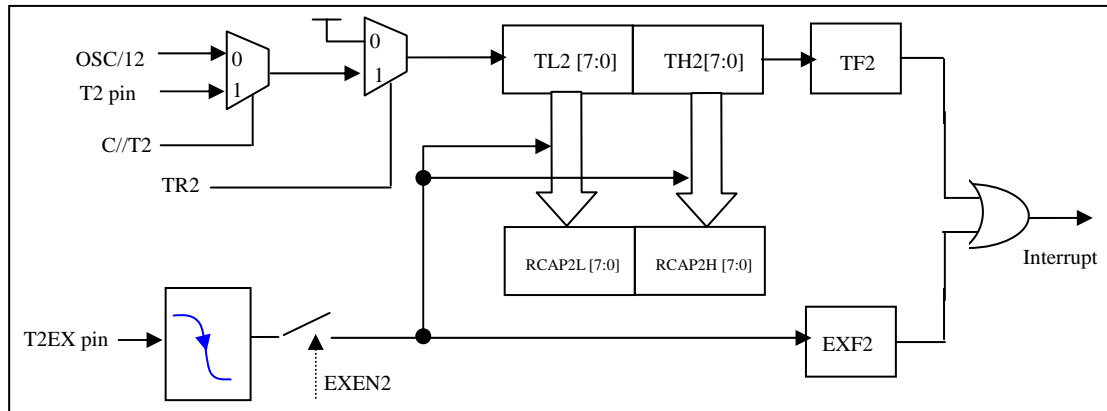 OSC/12
0
1
T2 pin
C//T2
0
1
TR2
TL2 [7:0]
TH2[7:0]
TF2
RCAP2L [7:0]
RCAP2H [7:0]
Interrupt
T2EX pin
EXEN2
EXF2